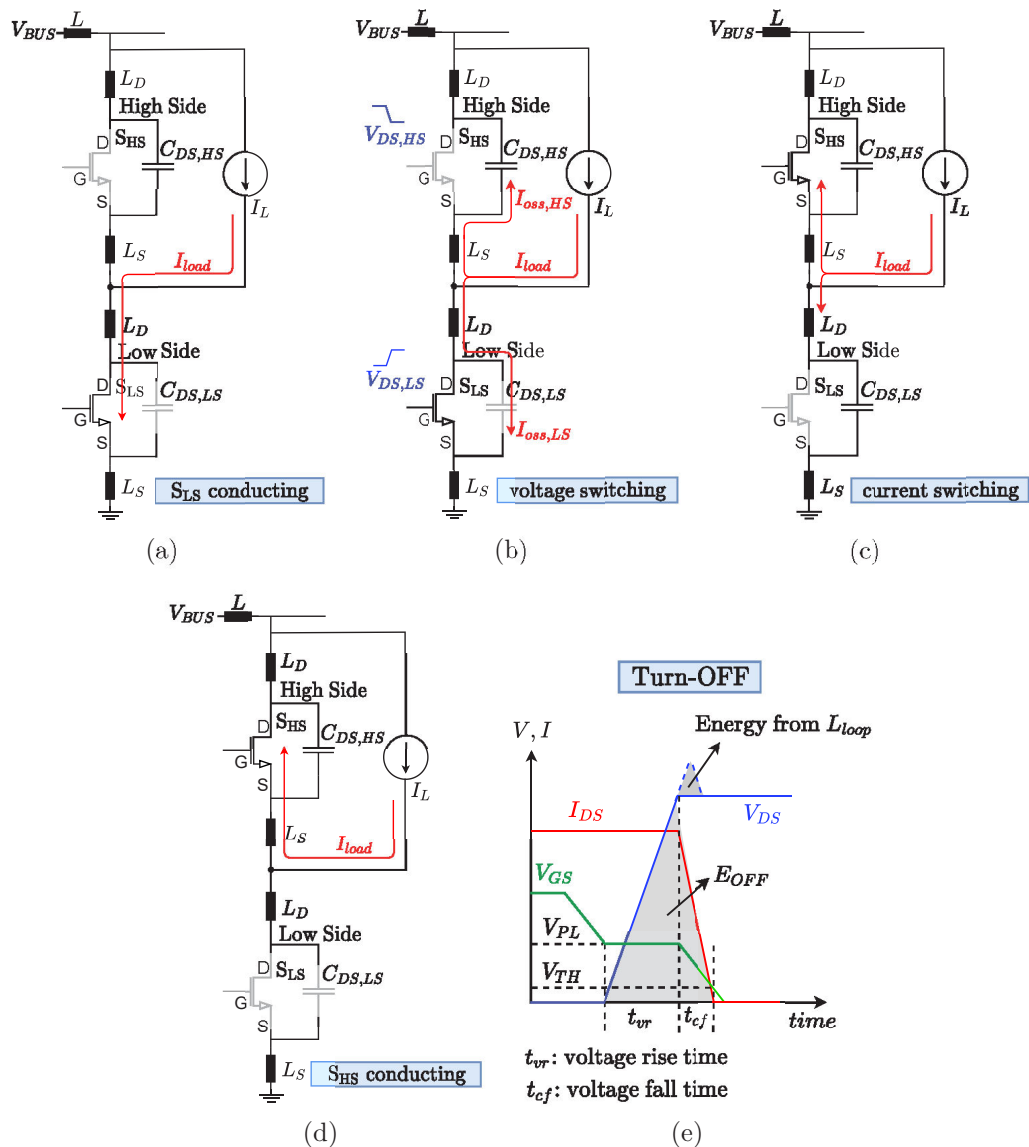 V_BUS L
L_D
High Side
D
S_HS
C_DS,HS
G
S
I_L
L_S
I_load
L_D
Low Side
D
S_LS
C_DS,LS
G
S
L_S
S_LS conducting
(a)
V_BUS L
L_D
High Side
V_DS,HS
D
S_HS
C_DS,HS
G
S
I_oss,HS
I_L
L_S
I_load
L_D
Low Side
V_DS,LS
D
S_LS
C_DS,LS
G
S
I_oss,LS
L_S
voltage switching
(b)
V_BUS L
L_D
High Side
D
S_HS
C_DS,HS
G
S
I_L
L_S
I_load
L_D
Low Side
D
S_LS
C_DS,LS
G
S
L_S
current switching
(c)
V_BUS L
L_D
High Side
D
S_HS
C_DS,HS
G
S
I_L
L_S
I_load
L_D
Low Side
D
S_LS
C_DS,LS
G
S
L_S
S_HS conducting
(d)
Turn-OFF
Energy from L_loop
V, I
I_DS
V_DS
V_GS
E_OFF
V_PL
V_TH
t_vr
t_cf
time
t_vr: voltage rise time
t_cf: voltage fall time
(e)